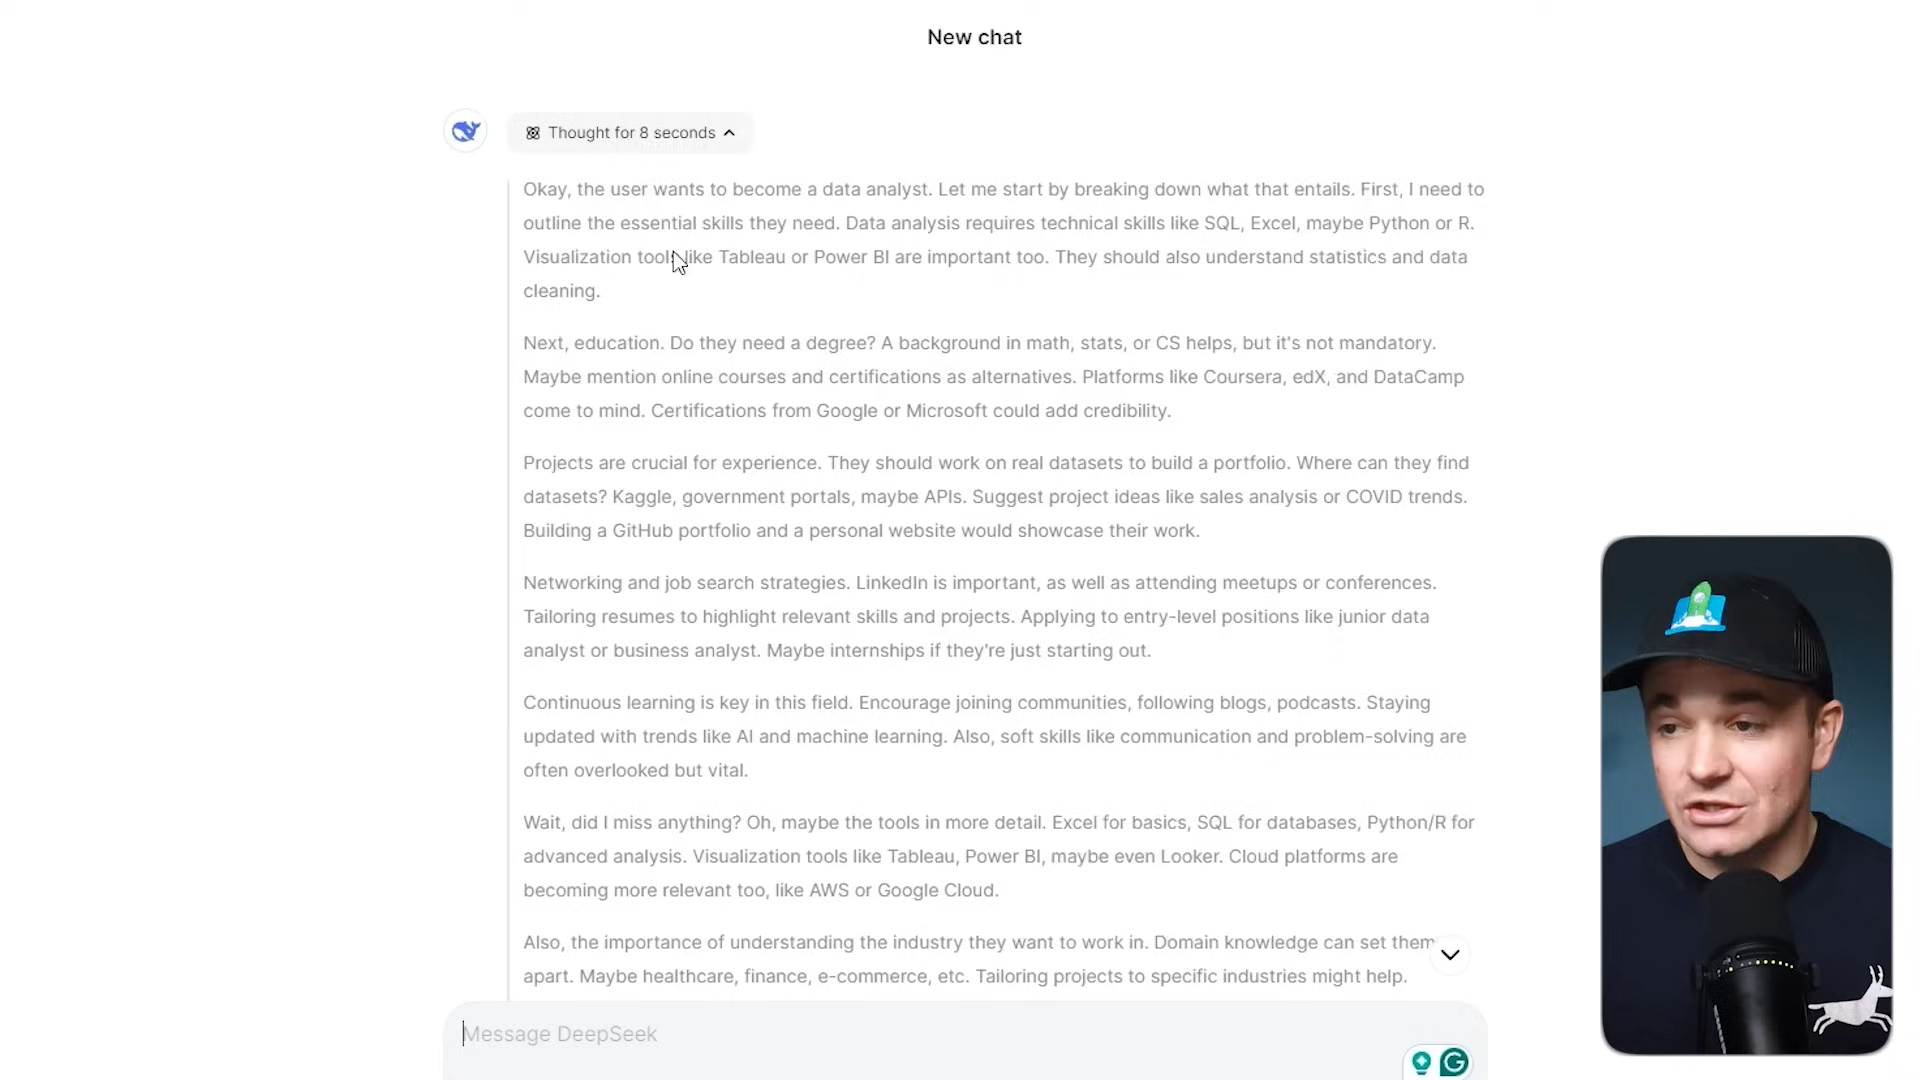 New chat
Thought for 8 seconds
Okay, the user wants to become a data analyst. Let me start by breaking down what that entails. First, I need to
outline the essential skills they need. Data analysis requires technical skills like SQL, Excel, maybe Python or R.
Visualization tools like Tableau or Power BI are important too. They should also understand statistics and data
cleaning.
Next, education. Do they need a degree? A background in math, stats, or CS helps, but it's not mandatory.
Maybe mention online courses and certifications as alternatives. Platforms like Coursera, edX, and DataCamp
come to mind. Certifications from Google or Microsoft could add credibility.
Projects are crucial for experience. They should work on real datasets to build a portfolio. Where can they find
datasets? Kaggle, government portals, maybe APIs. Suggest project ideas like sales analysis or COVID trends.
Building a GitHub portfolio and a personal website would showcase their work.
Networking and job search strategies. LinkedIn is important, as well as attending meetups or conferences.
Tailoring resumes to highlight relevant skills and projects. Applying to entry-level positions like junior data
analyst or business analyst. Maybe internships if they're just starting out.
Continuous learning is key in this field. Encourage joining communities, following blogs, podcasts. Staying
updated with trends like AI and machine learning. Also, soft skills like communication and problem-solving are
often overlooked but vital.
Wait, did I miss anything? Oh, maybe the tools in more detail. Excel for basics, SQL for databases, Python/R for
advanced analysis. Visualization tools like Tableau, Power BI, maybe even Looker. Cloud platforms are
becoming more relevant too, like AWS or Google Cloud.
Also, the importance of understanding the industry they want to work in. Domain knowledge can set them
apart. Maybe healthcare, finance, e-commerce, etc. Tailoring projects to specific industries might help.
Message DeepSeek